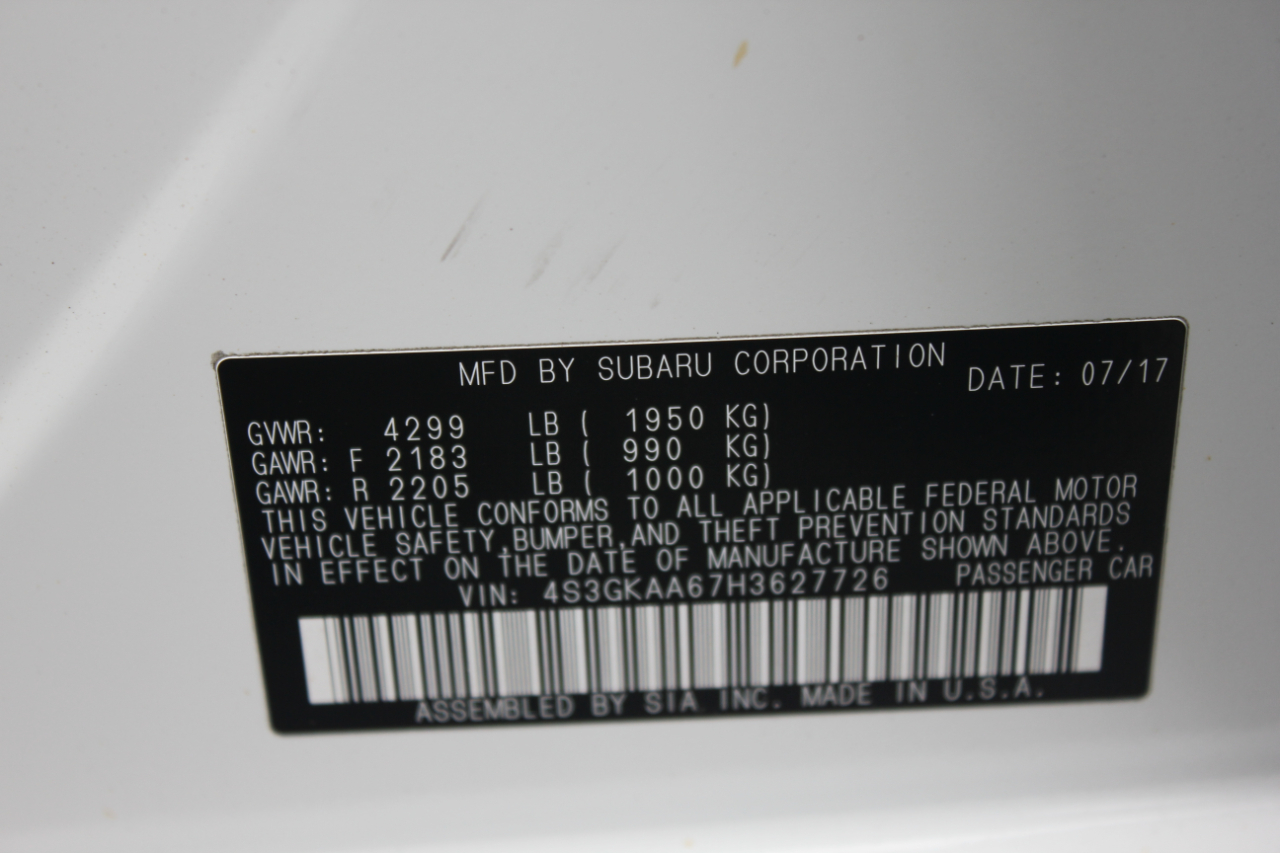 MFD BY SUBARU CORPORATION DATE: 07/17
GVWR: 4299 LB ( 1950 KG)
GAWR: F 2183 LB ( 990 KG)
GAWR: R 2205 LB ( 1000 KG)
THIS VEHICLE CONFORMS TO ALL APPLICABLE FEDERAL MOTOR
VEHICLE SAFETY,BUMPER,AND THEFT PREVENTION STANDARDS
IN EFFECT ON THE DATE OF MANUFACTURE SHOWN ABOVE.
VIN: 4S3GKAA67H3627726 PASSENGER CAR
ASSEMBLED BY SIA INC. MADE IN U.S.A.